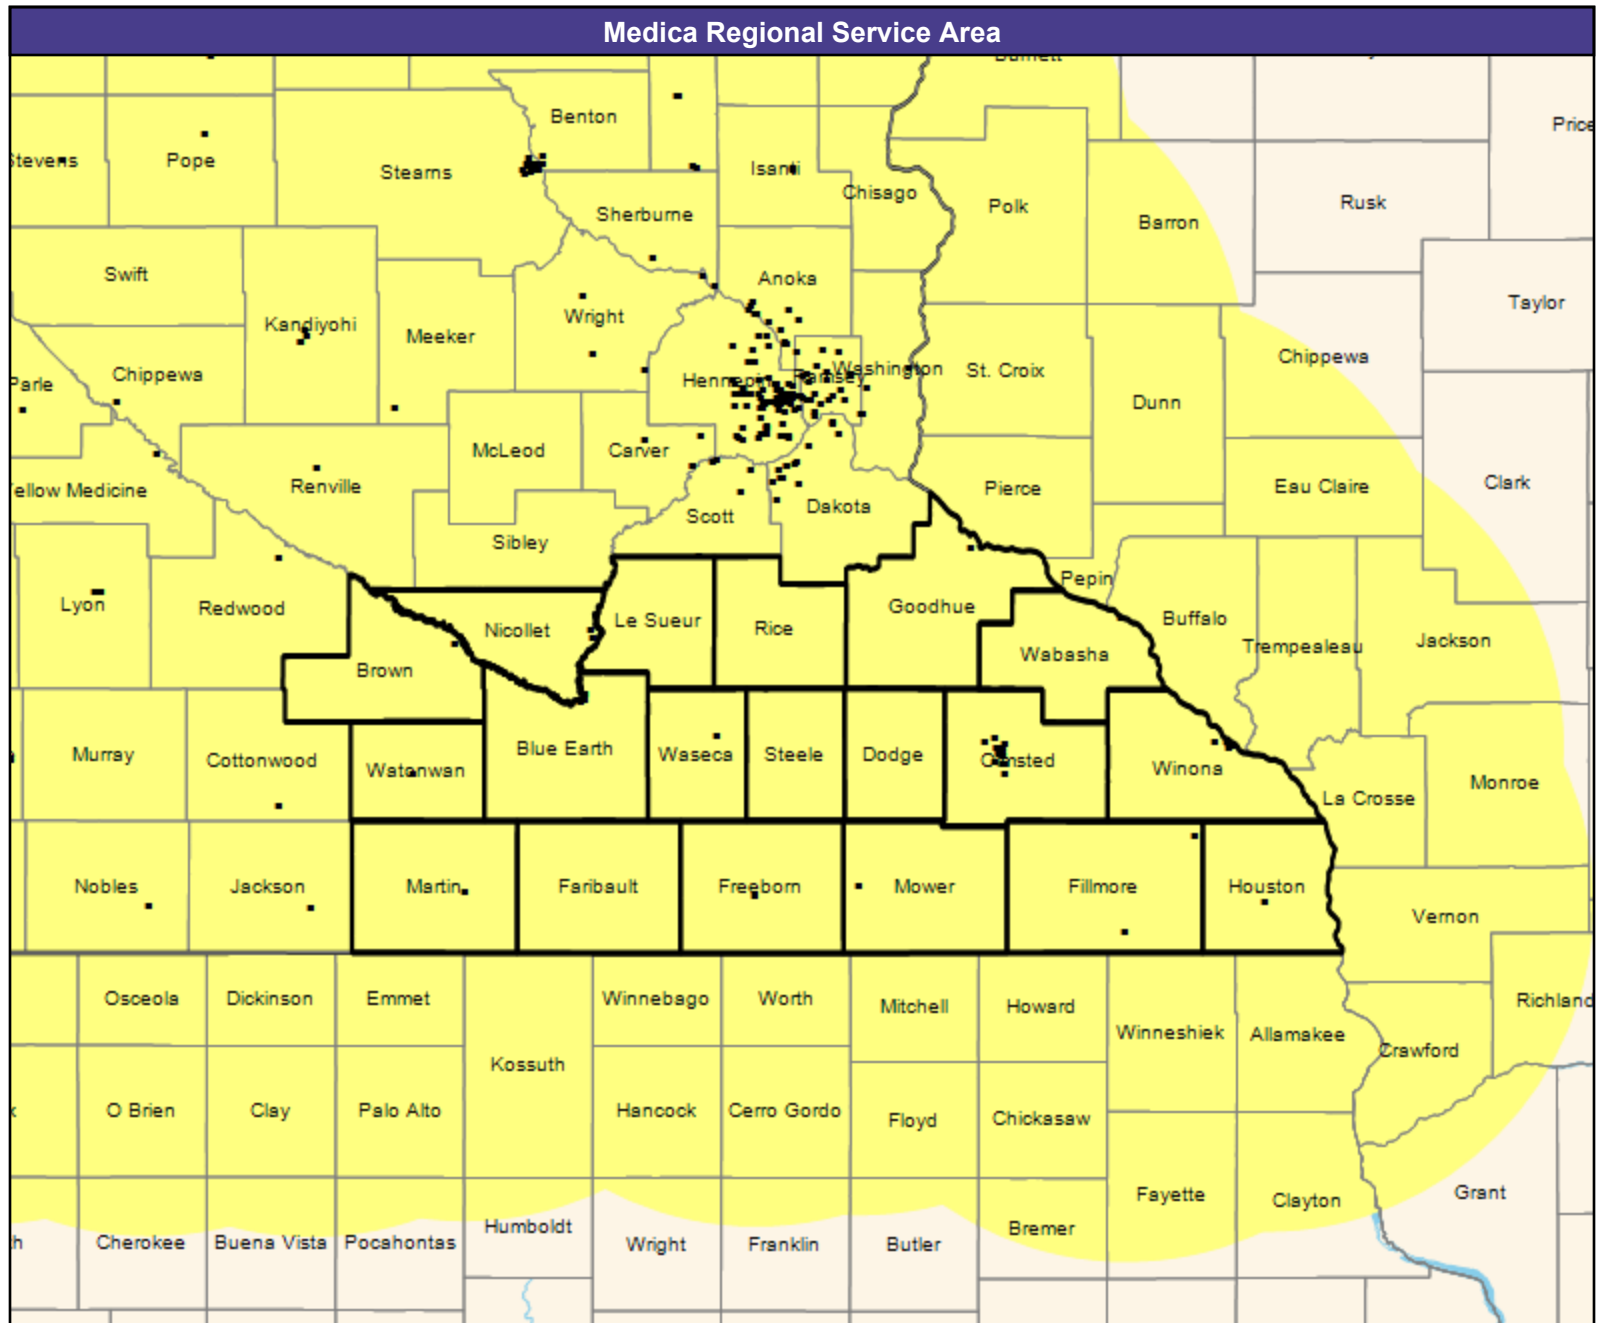 Medica Regional Service Area
Benton
Price
Stevens
Pope
Stearns
Isanti
Chisago
Polk
Rusk
Sherburne
Barron
Swift
Anoka
Taylor
Kandiyohi
Wright
Meeker
Chippewa
Chippewa
Parle
Hennepin
Ramsey
Washington
St. Croix
Dunn
McLeod
Carver
Renville
Yellow Medicine
Pierce
Eau Claire
Clark
Scott
Dakota
Sibley
Pepin
Lyon
Redwood
Nicollet
Le Sueur
Rice
Goodhue
Buffalo
Trempealeau
Jackson
Brown
Wabasha
Murray
Cottonwood
Watonwan
Blue Earth
Waseca
Steele
Dodge
Olmsted
Winona
La Crosse
Monroe
Nobles
Jackson
Martin
Faribault
Freeborn
Mower
Fillmore
Houston
Vernon
Osceola
Dickinson
Emmet
Winnebago
Worth
Mitchell
Howard
Richland
Winneshiek
Allamakee
Crawford
Kossuth
O Brien
Clay
Palo Alto
Hancock
Cerro Gordo
Floyd
Chickasaw
Fayette
Clayton
Grant
Cherokee
Buena Vista
Pocahontas
Humboldt
Wright
Franklin
Butler
Bremer